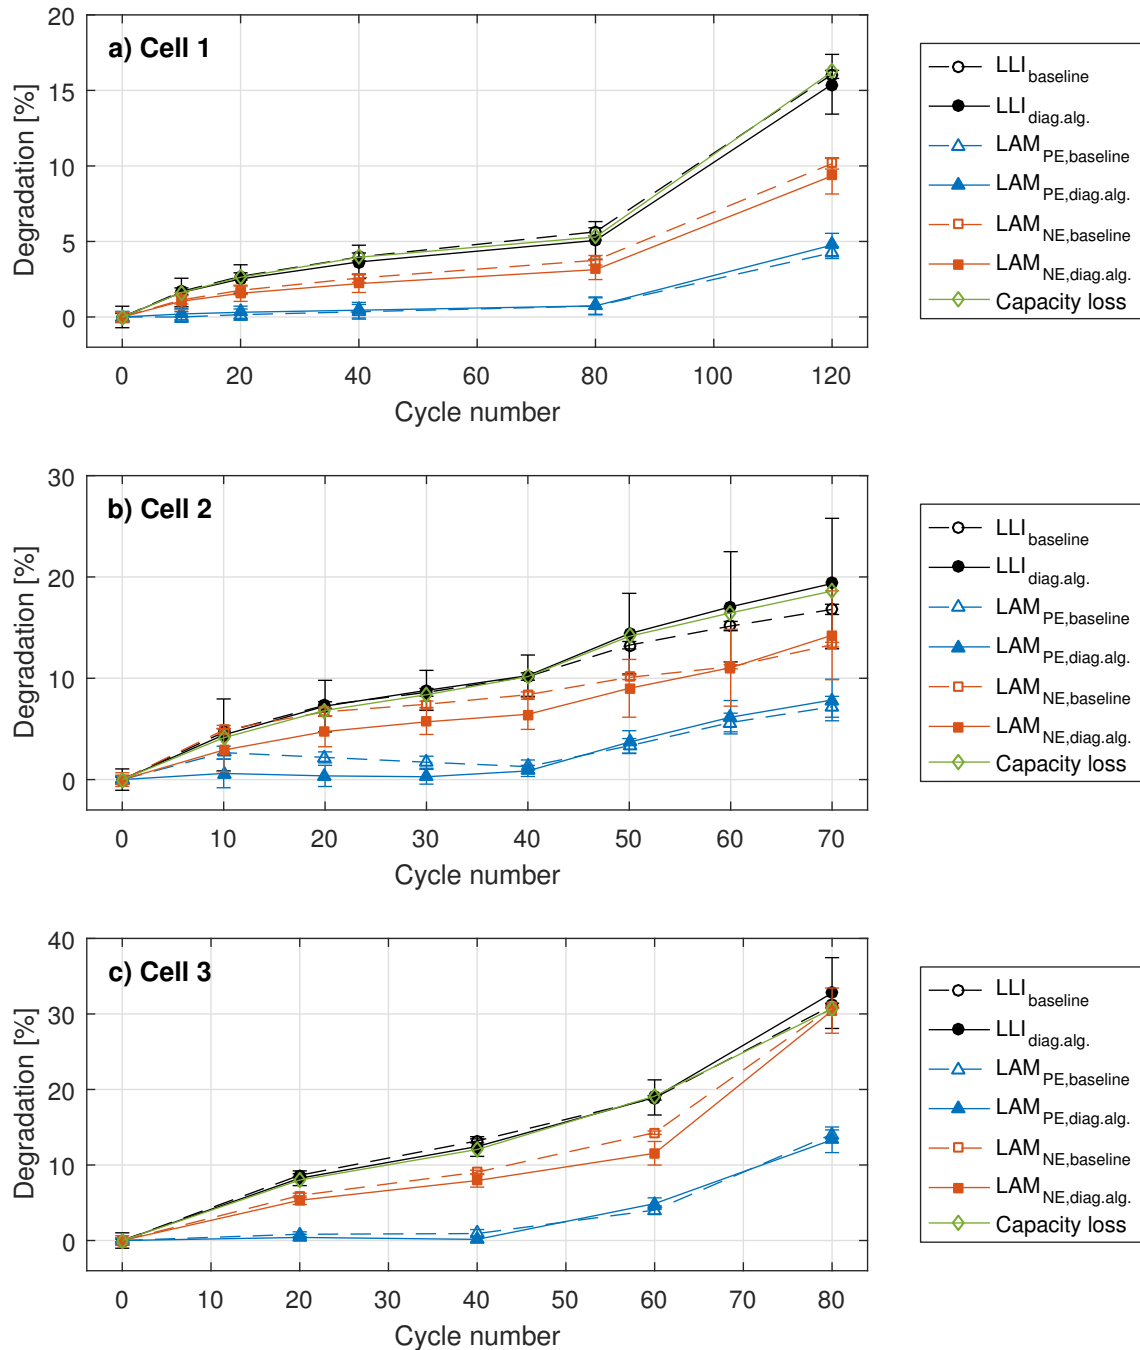 a) Cell 1
Degradation [%]
20
15
10
5
0
0 20 40 60 80 100 120
Cycle number
LLI baseline
LLI diag.alg.
LAM PE,baseline
LAM PE,diag.alg.
LAM NE,baseline
LAM NE,diag.alg.
Capacity loss
b) Cell 2
Degradation [%]
30
20
10
0
0 10 20 30 40 50 60 70
Cycle number
LLI baseline
LLI diag.alg.
LAM PE,baseline
LAM PE,diag.alg.
LAM NE,baseline
LAM NE,diag.alg.
Capacity loss
c) Cell 3
Degradation [%]
40
30
20
10
0
0 10 20 30 40 50 60 70 80
Cycle number
LLI baseline
LLI diag.alg.
LAM PE,baseline
LAM PE,diag.alg.
LAM NE,baseline
LAM NE,diag.alg.
Capacity loss